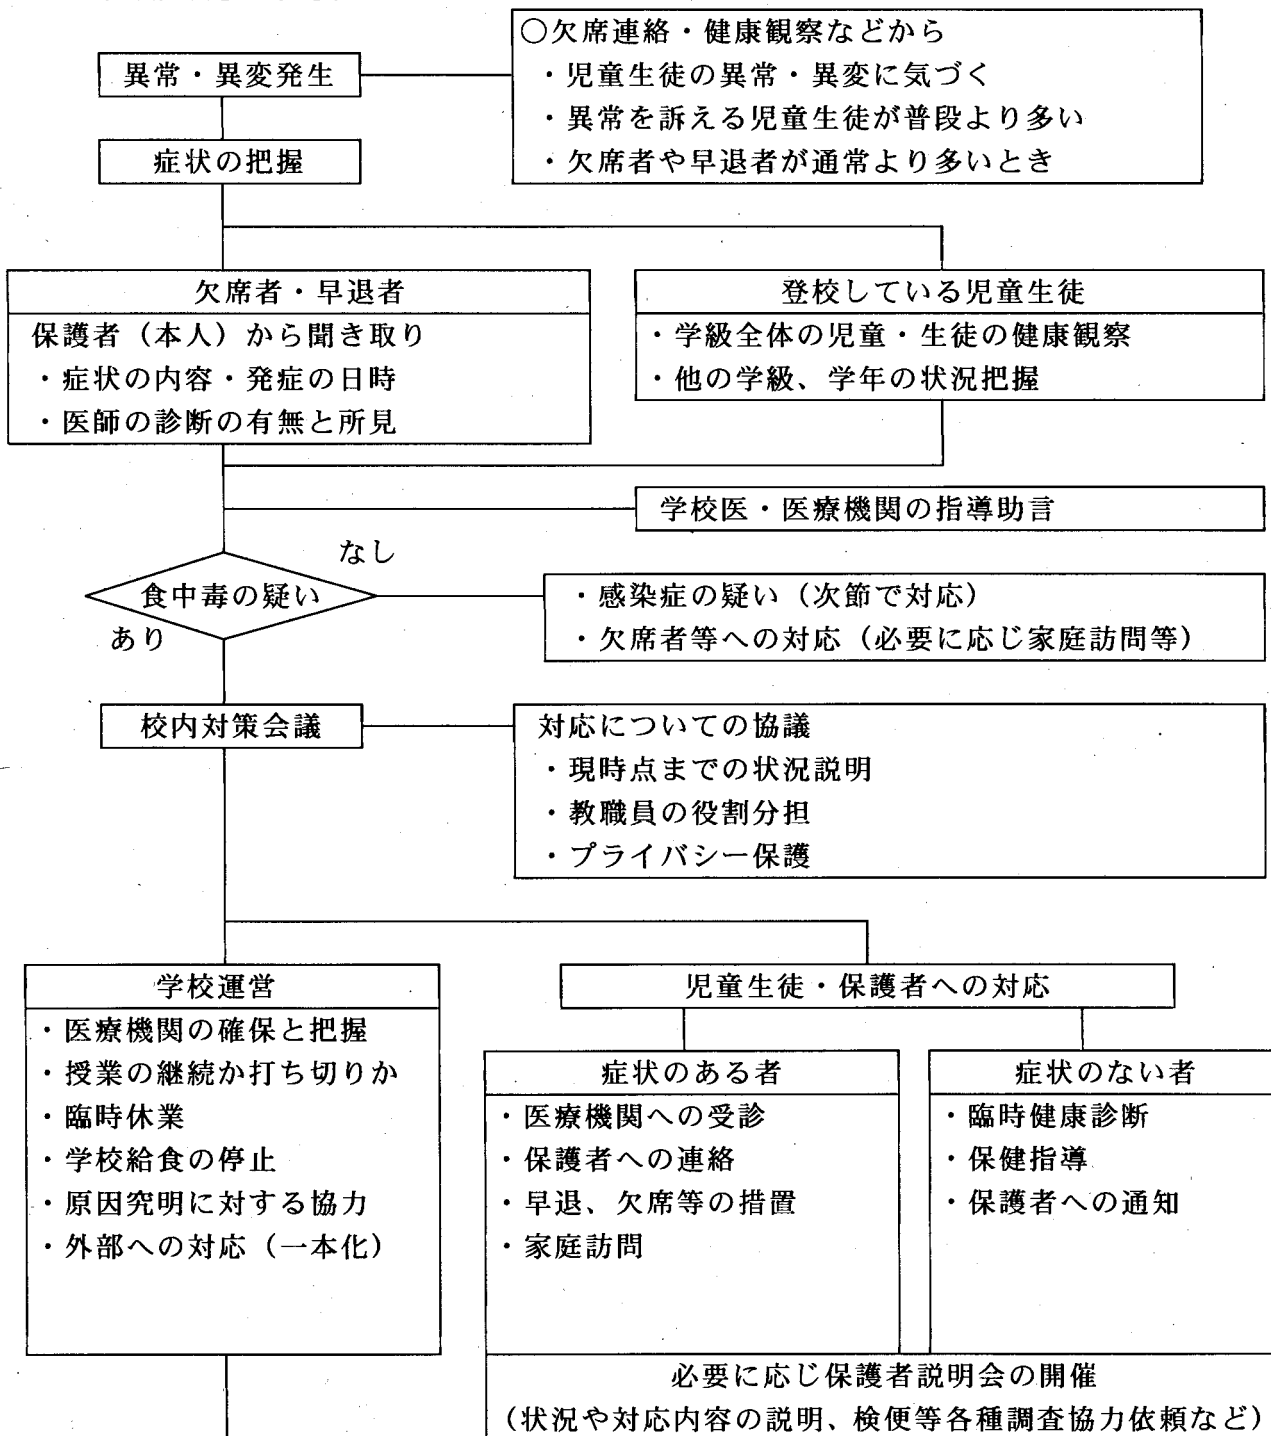 異常・異変発生
○欠席連絡・健康観察などから
・児童生徒の異常・異変に気づく
・異常を訴える児童生徒が普段より多い
・欠席者や早退者が通常より多いとき
症状の把握
欠席者・早退者
保護者（本人）から聞き取り
・症状の内容・発症の日時
・医師の診断の有無と所見
登校している児童生徒
・学級全体の児童・生徒の健康観察
・他の学級、学年の状況把握
学校医・医療機関の指導助言
食中毒の疑い
なし
あり
・感染症の疑い（次節で対応）
・欠席者等への対応（必要に応じ家庭訪問等）
校内対策会議
対応についての協議
・現時点までの状況説明
・教職員の役割分担
・プライバシー保護
学校運営
・医療機関の確保と把握
・授業の継続か打ち切りか
・臨時休業
・学校給食の停止
・原因究明に対する協力
・外部への対応（一本化）
児童生徒・保護者への対応
症状のある者
・医療機関への受診
・保護者への連絡
・早退、欠席等の措置
・家庭訪問
症状のない者
・臨時健康診断
・保健指導
・保護者への通知
必要に応じ保護者説明会の開催
（状況や対応内容の説明、検便等各種調査協力依頼など）